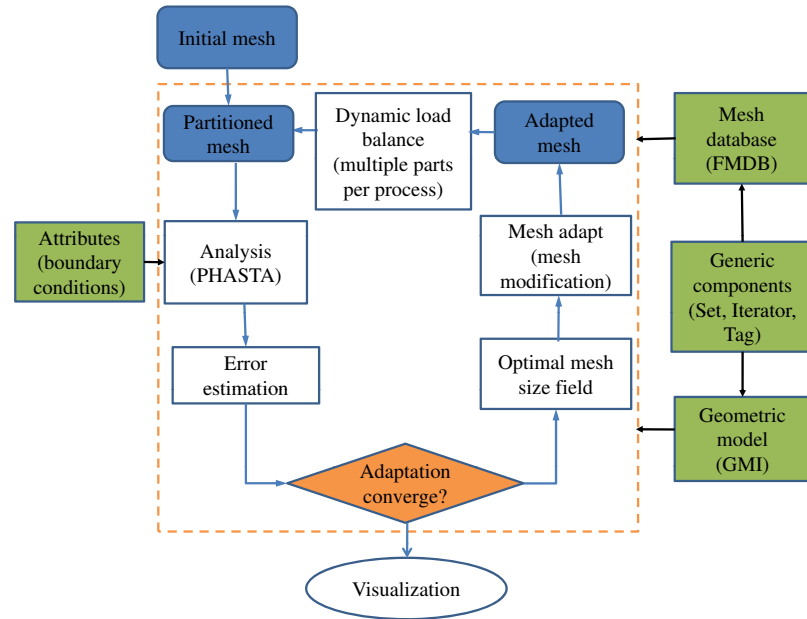 Initial mesh
Partitioned
mesh
Dynamic load
balance
(multiple parts
per process)
Adapted
mesh
Mesh
database
(FMDB)
Attributes
(boundary
conditions)
Analysis
(PHASTA)
Mesh adapt
(mesh
modification)
Generic
components
(Set, Iterator,
Tag)
Error
estimation
Optimal mesh
size field
Geometric
model
(GMI)
Adaptation
converge?
Visualization